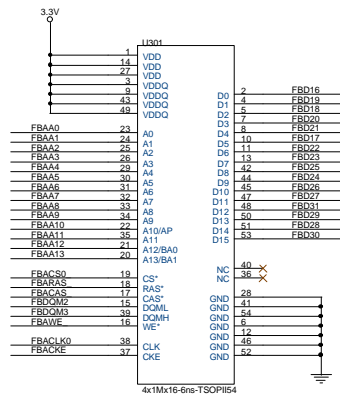 3.3V
U301
1 VDD
14 VDD
27 VDD
3 VDDQ
9 VDDQ
43 VDDQ
49 VDDQ
FBAA0 23 A0
FBAA1 24 A1
FBAA2 25 A2
FBAA3 26 A3
FBAA4 29 A4
FBAA5 30 A5
FBAA6 31 A6
FBAA7 32 A7
FBAA8 33 A8
FBAA9 34 A9
FBAA10 22 A10/AP
FBAA11 35 A11
FBAA12 21 A12/BA0
FBAA13 20 A13/BA1
FBACS0_ 19 CS*
FBARAS_ 18 RAS*
FBACAS_ 17 CAS*
FBDQM2 15 DQML
FBDQM3 39 DQMH
FBAWE_ 16 WE*
FBACLK0 38 CLK
FBACKE 37 CKE
D0 2 FBD16
D1 4 FBD19
D2 5 FBD18
D3 7 FBD20
D4 8 FBD21
D5 10 FBD17
D6 11 FBD22
D7 13 FBD23
D8 42 FBD25
D9 44 FBD24
D10 45 FBD26
D11 47 FBD27
D12 48 FBD31
D13 50 FBD29
D14 51 FBD28
D15 53 FBD30
NC 40
NC 36
GND 28
GND 41
GND 54
GND 6
GND 12
GND 46
GND 52
4x1Mx16-6ns-TSOPII54